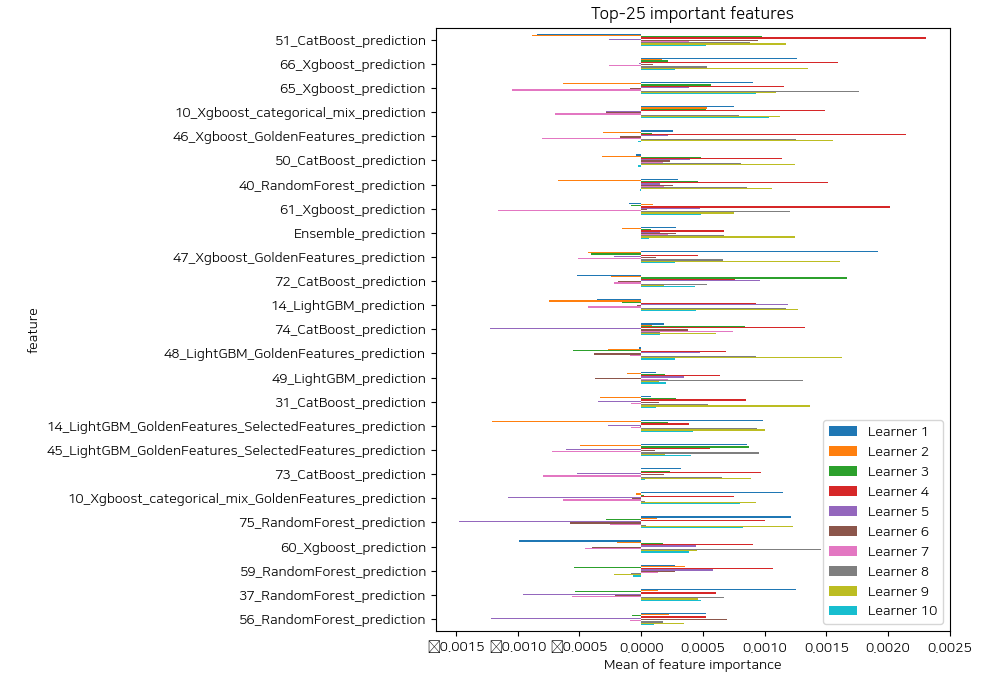 Top-25 important features
51_CatBoost_prediction
66_Xgboost_prediction
65_Xgboost_prediction
10_Xgboost_categorical_mix_prediction
46_Xgboost_GoldenFeatures_prediction
50_CatBoost_prediction
40_RandomForest_prediction
61_Xgboost_prediction
Ensemble_prediction
47_Xgboost_GoldenFeatures_prediction
72_CatBoost_prediction
14_LightGBM_prediction
74_CatBoost_prediction
48_LightGBM_GoldenFeatures_prediction
49_LightGBM_prediction
31_CatBoost_prediction
14_LightGBM_GoldenFeatures_SelectedFeatures_prediction
45_LightGBM_GoldenFeatures_SelectedFeatures_prediction
73_CatBoost_prediction
10_Xgboost_categorical_mix_GoldenFeatures_prediction
75_RandomForest_prediction
60_Xgboost_prediction
59_RandomForest_prediction
37_RandomForest_prediction
56_RandomForest_prediction
feature
Learner 1
Learner 2
Learner 3
Learner 4
Learner 5
Learner 6
Learner 7
Learner 8
Learner 9
Learner 10
0.0015 0.0010 0.0005 0.0000 0.0005 0.0010 0.0015 0.0020 0.0025
Mean of feature importance